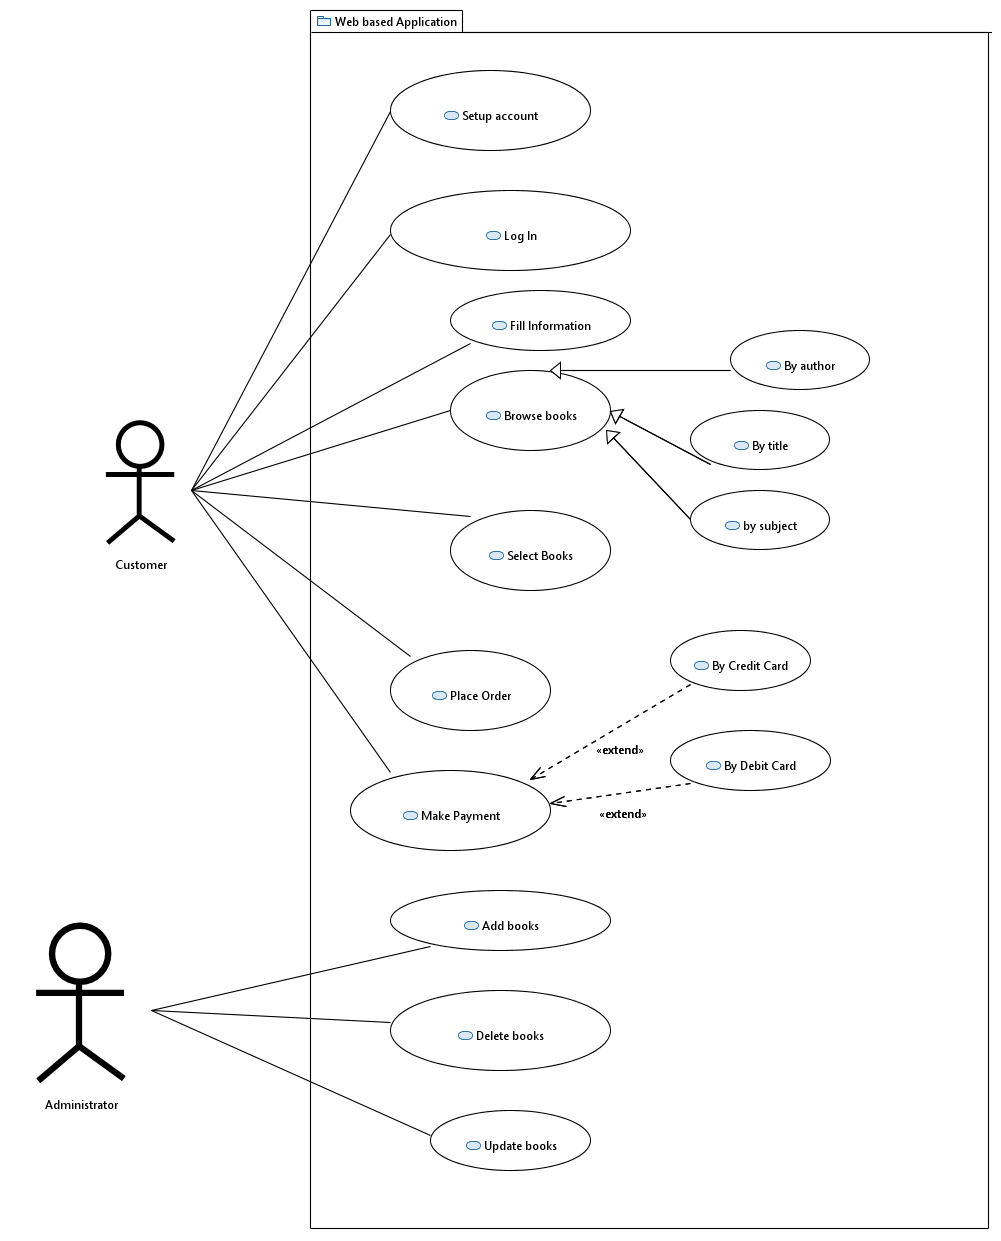 Web based Application
Setup account
Log In
Fill Information
By author
Browse books
By title
by subject
Select Books
Customer
By Credit Card
Place Order
«extend»
By Debit Card
«extend»
Make Payment
Add books
Delete books
Administrator
Update books